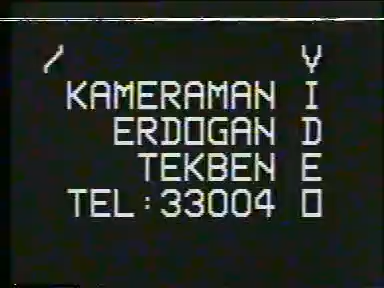 / V
KAMERAMAN I
ERDOGAN D
TEKBEN E
TEL:33004 O